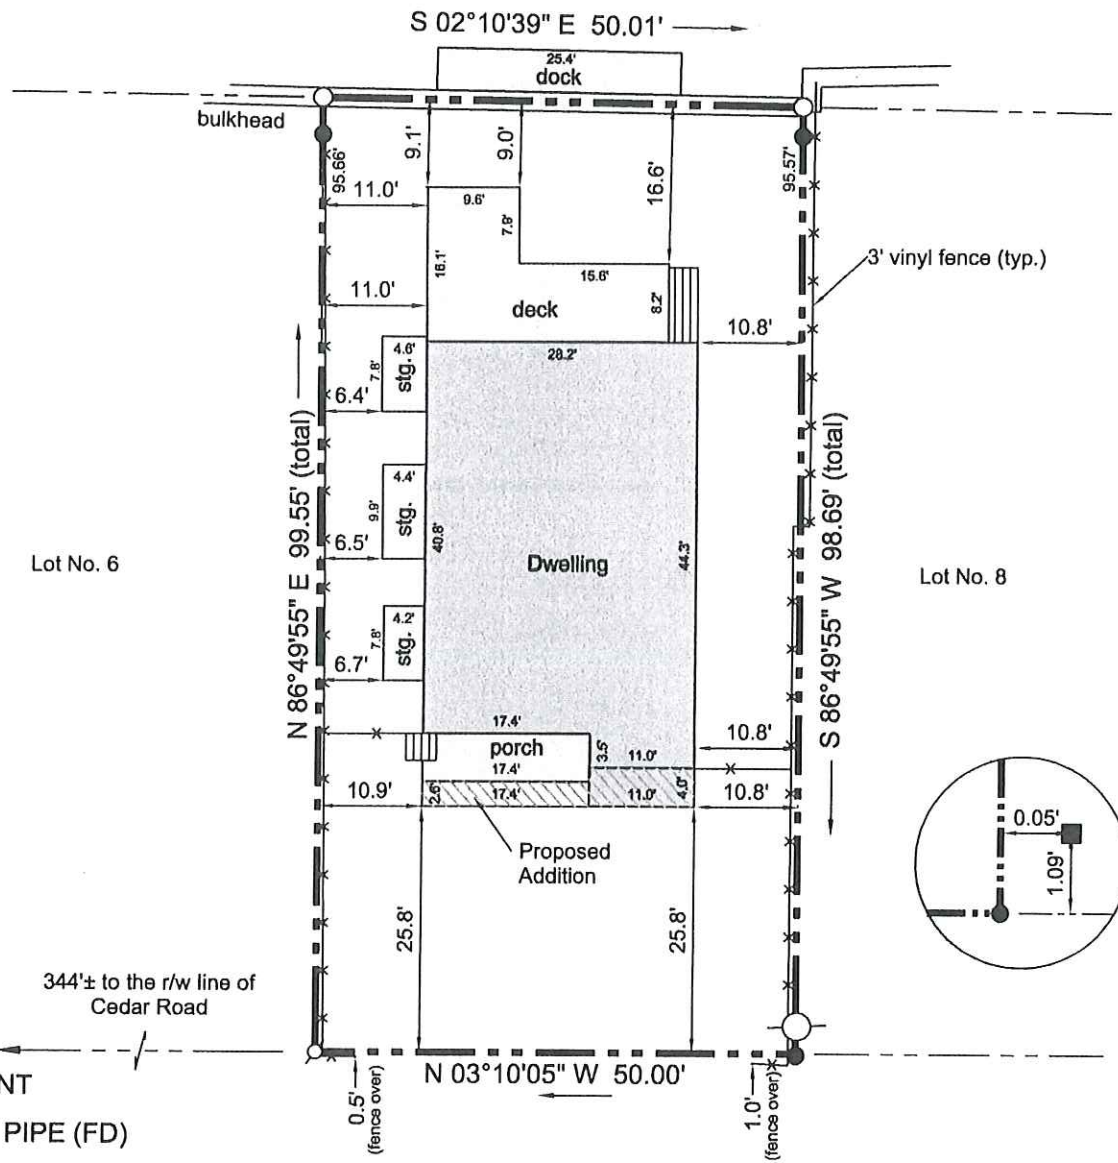 S 02°10'39" E 50.01'
25.4'
dock
bulkhead
95.66'
9.1'
9.0'
16.6'
95.57'
11.0'
9.6'
7.9'
16.1'
15.6'
3' vinyl fence (typ.)
11.0'
deck
8.2'
10.8'
28.2'
4.6'
7.8'
stg.
6.4'
N 86°49'55" E 99.55' (total)
S 86°49'55" W 98.69' (total)
4.4'
9.9'
stg.
6.5'
40.8'
Dwelling
44.3'
Lot No. 6
Lot No. 8
4.2'
7.8'
stg.
6.7'
17.4'
porch
17.4'
3.5'
11.0'
10.8'
10.9'
2.6'
17.4'
11.0'
4.0'
10.8'
Proposed
Addition
0.05'
1.09'
25.8'
25.8'
344'± to the r/w line of
Cedar Road
N 03°10'05" W 50.00'
0.5'
(fence over)
1.0'
(fence over)
NT
PIPE (FD)